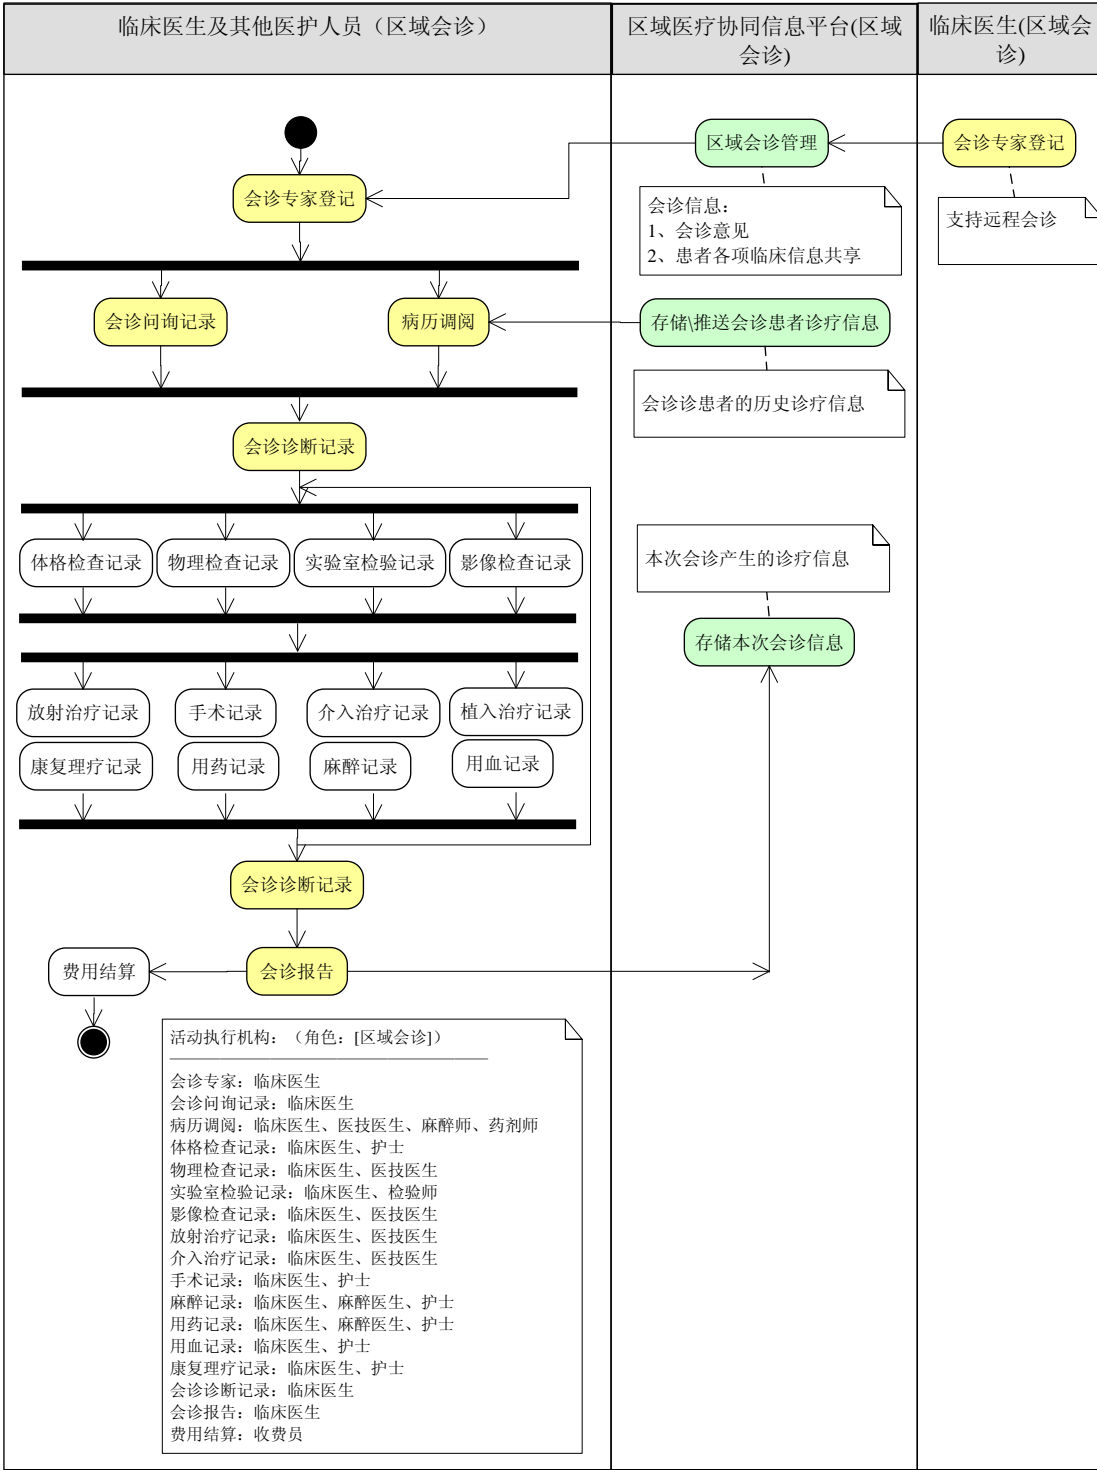 临床医生及其他医护人员（区域会诊）
区域医疗协同信息平台(区域
会诊)
临床医生(区域会
诊)
区域会诊管理
会诊专家登记
会诊专家登记
会诊信息：
1、会诊意见
2、患者各项临床信息共享
支持远程会诊
会诊问询记录
病历调阅
存储\推送会诊患者诊疗信息
会诊诊患者的历史诊疗信息
会诊诊断记录
体格检查记录
物理检查记录
实验室检验记录
影像检查记录
本次会诊产生的诊疗信息
存储本次会诊信息
放射治疗记录
手术记录
介入治疗记录
植入治疗记录
康复理疗记录
用药记录
麻醉记录
用血记录
会诊诊断记录
费用结算
会诊报告
活动执行机构：（角色：[区域会诊]）
会诊专家：临床医生
会诊问询记录：临床医生
病历调阅：临床医生、医技医生、麻醉师、药剂师
体格检查记录：临床医生、护士
物理检查记录：临床医生、医技医生
实验室检验记录：临床医生、检验师
影像检查记录：临床医生、医技医生
放射治疗记录：临床医生、医技医生
介入治疗记录：临床医生、医技医生
手术记录：临床医生、护士
麻醉记录：临床医生、麻醉医生、护士
用药记录：临床医生、麻醉医生、护士
用血记录：临床医生、护士
康复理疗记录：临床医生、护士
会诊诊断记录：临床医生
会诊报告：临床医生
费用结算：收费员